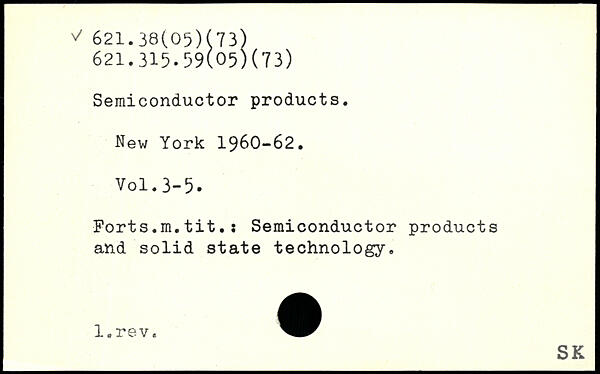 ✓ 621.38(05)(73)
621.315.59(05)(73)
Semiconductor products.
New York 1960-62.
Vol.3-5.
Forts.m.tit.: Semiconductor products
and solid state technology.
1.rev.
SK